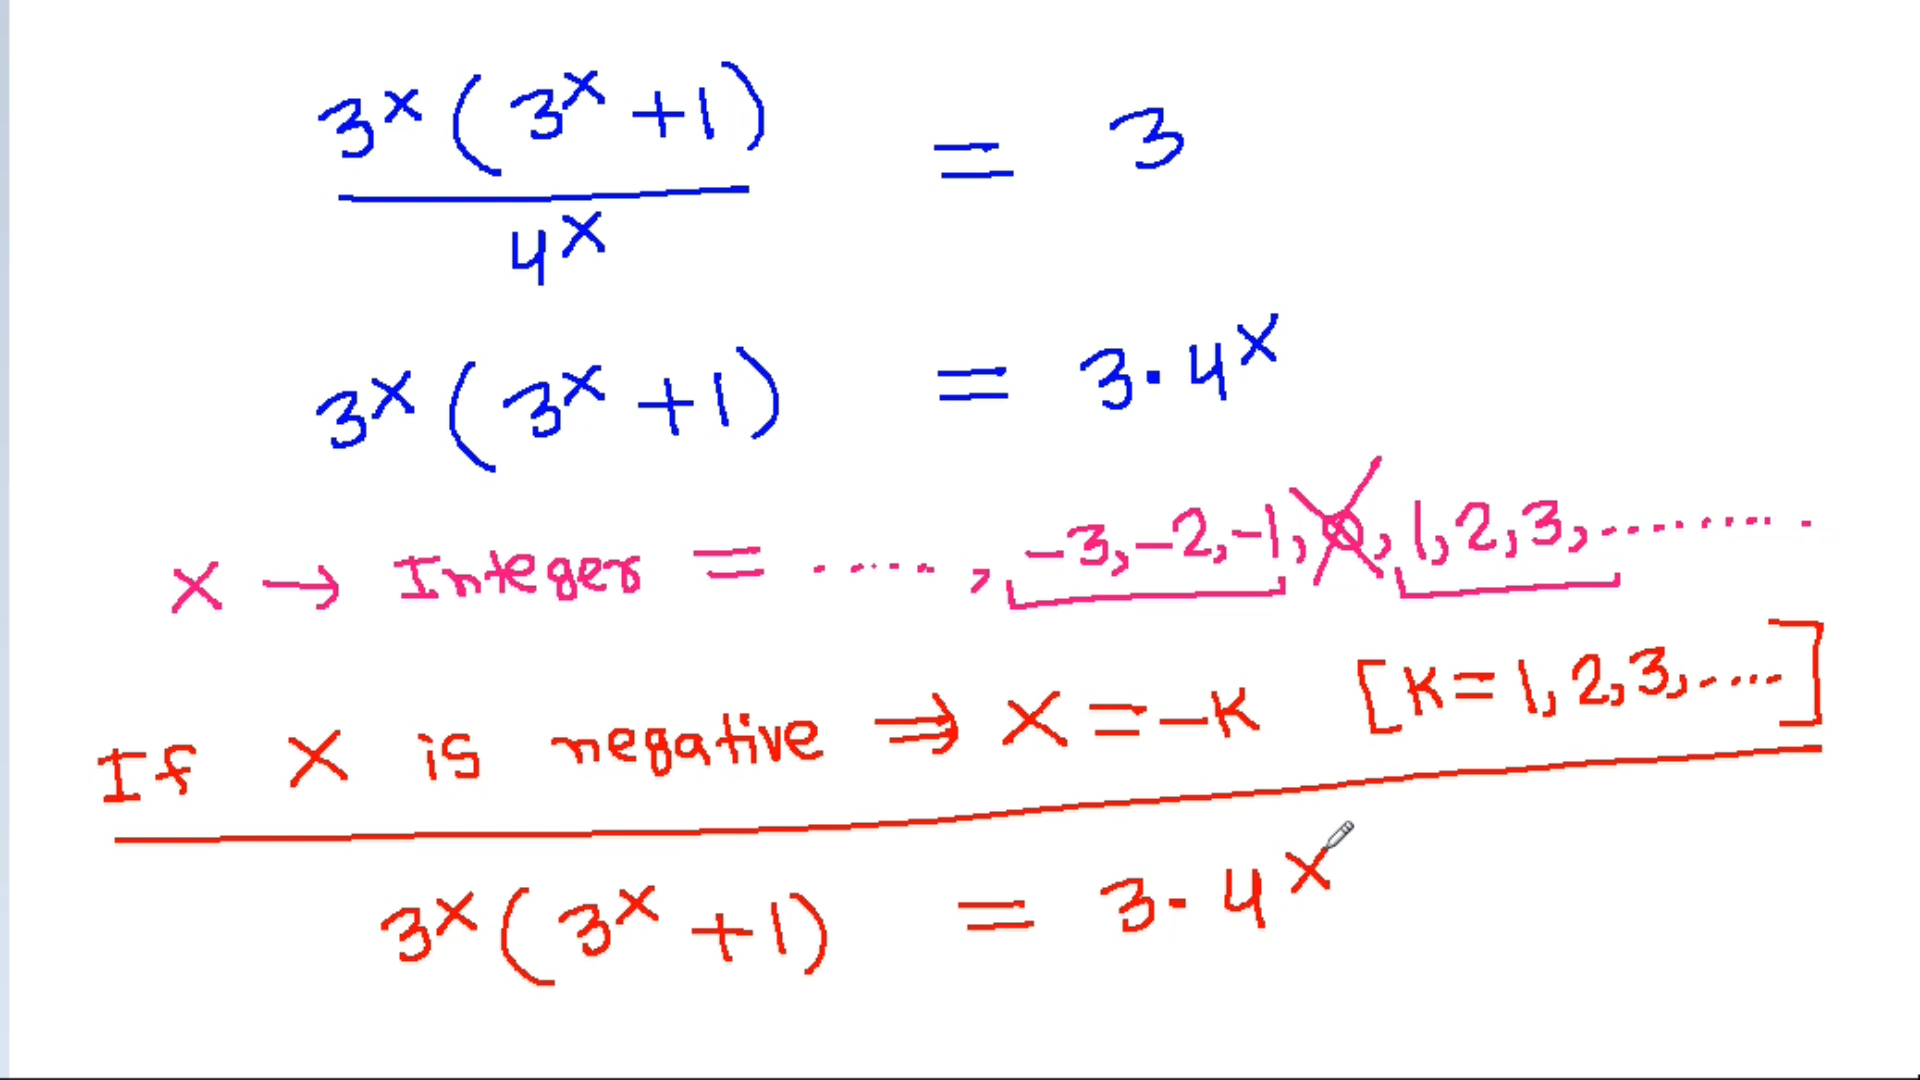 3^x (3^x + 1) / 4^x = 3
3^x (3^x + 1) = 3 · 4^x
x → Integer = ....., -3, -2, -1, 0, 1, 2, 3, .........
If x is negative ⇒ x = -K [K = 1, 2, 3, .....]
3^x (3^x + 1) = 3 · 4^x